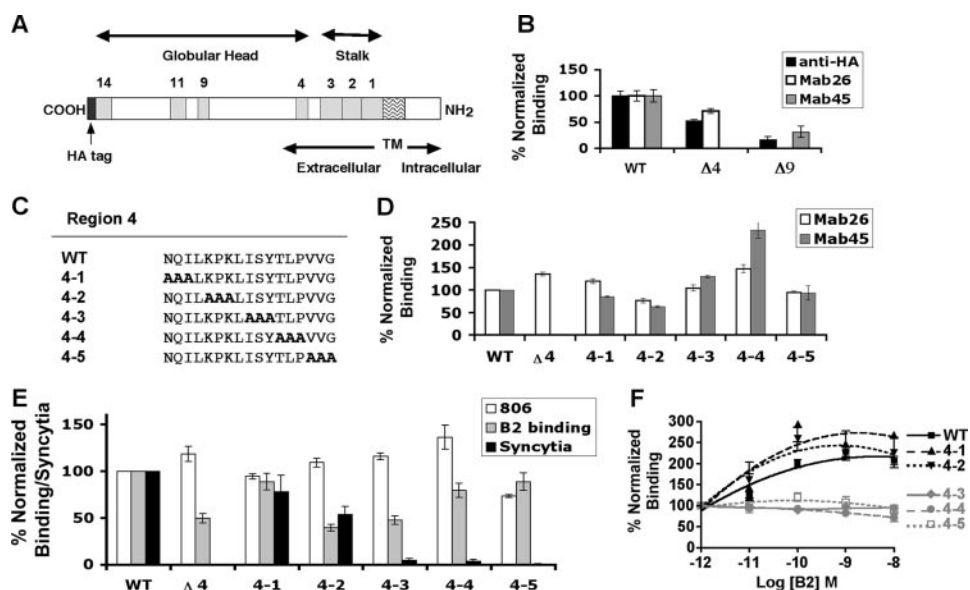 A
Globular Head
Stalk
14 11 9 4 3 2 1
COOH
NH2
HA tag
TM
Extracellular Intracellular
B
% Normalized Binding
150
100
50
0
WT Δ4 Δ9
anti-HA
Mab26
Mab45
C
Region 4
WT NQILKPKLISYTLPVVG
4-1 AAALKPKLISYTLPVVG
4-2 NQILAAALISYTLPVVG
4-3 NQILKPKLAAATLPVVG
4-4 NQILKPKLISYAAAVVG
4-5 NQILKPKLISYTLPAAA
D
% Normalized Binding
250
200
150
100
50
0
WT Δ4 4-1 4-2 4-3 4-4 4-5
Mab26
Mab45
E
% Normalized Binding/Syncytia
150
100
50
0
WT Δ4 4-1 4-2 4-3 4-4 4-5
806
B2 binding
Syncytia
F
% Normalized Binding
300
250
200
150
100
50
0
-12 -11 -10 -9 -8
Log [B2] M
WT
4-1
4-2
4-3
4-4
4-5